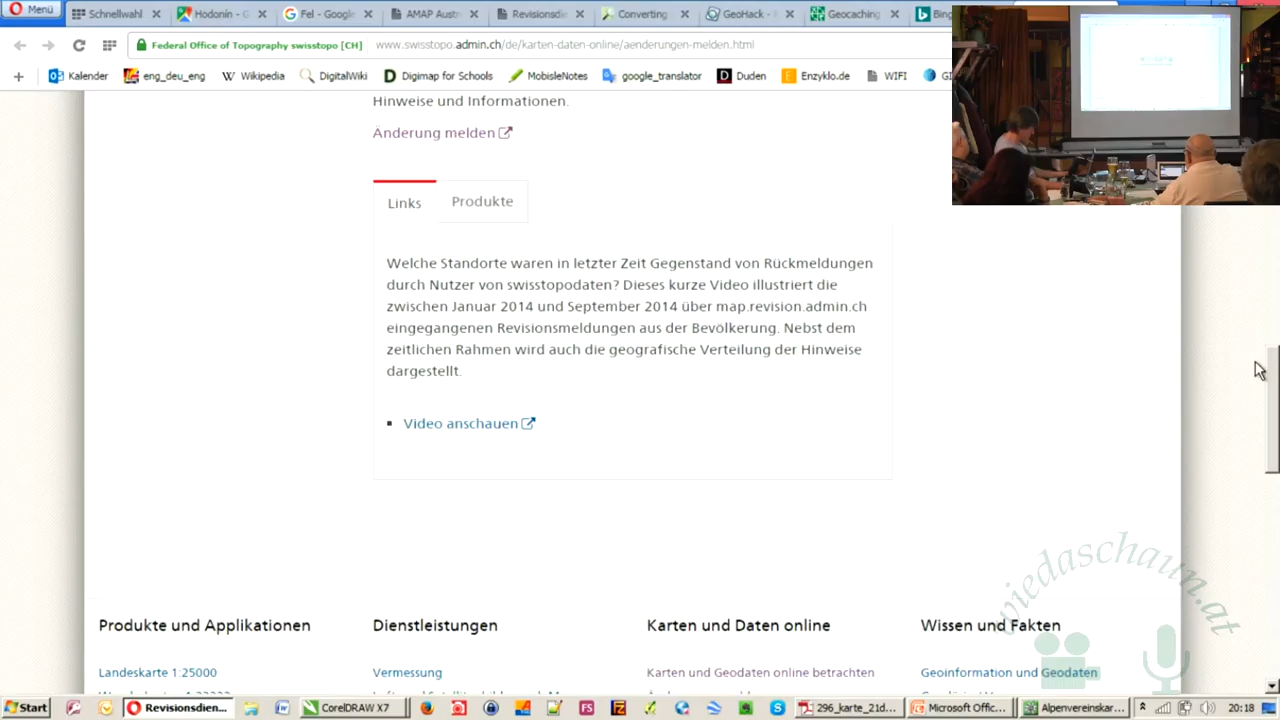 Menü Schnellwahl Hodonín - G Fel - Google AMAP Austr Revisionsdie Converting GeoHack - Geocaching Bing
Federal Office of Topography swisstopo [CH] www.swisstopo.admin.ch/de/karten-daten-online/aenderungen-melden.html
Kalender eng_deu_eng Wikipedia DigitalWiki Digimap for Schools MobisleNotes google_translator Duden Enzyklo.de WIFI GI
Hinweise und Informationen.
Änderung melden
Links Produkte
Welche Standorte waren in letzter Zeit Gegenstand von Rückmeldungen
durch Nutzer von swisstopodaten? Dieses kurze Video illustriert die
zwischen Januar 2014 und September 2014 über map.revision.admin.ch
eingegangenen Revisionsmeldungen aus der Bevölkerung. Nebst dem
zeitlichen Rahmen wird auch die geografische Verteilung der Hinweise
dargestellt.
Video anschauen
wiedaschaun.at
Produkte und Applikationen Dienstleistungen Karten und Daten online Wissen und Fakten
Landeskarte 1:25000 Vermessung Karten und Geodaten online betrachten Geoinformation und Geodaten
Start Revisionsdien... CorelDRAW X7 296_karte_21d... Microsoft Offic... Alpenvereinskar... 20:18